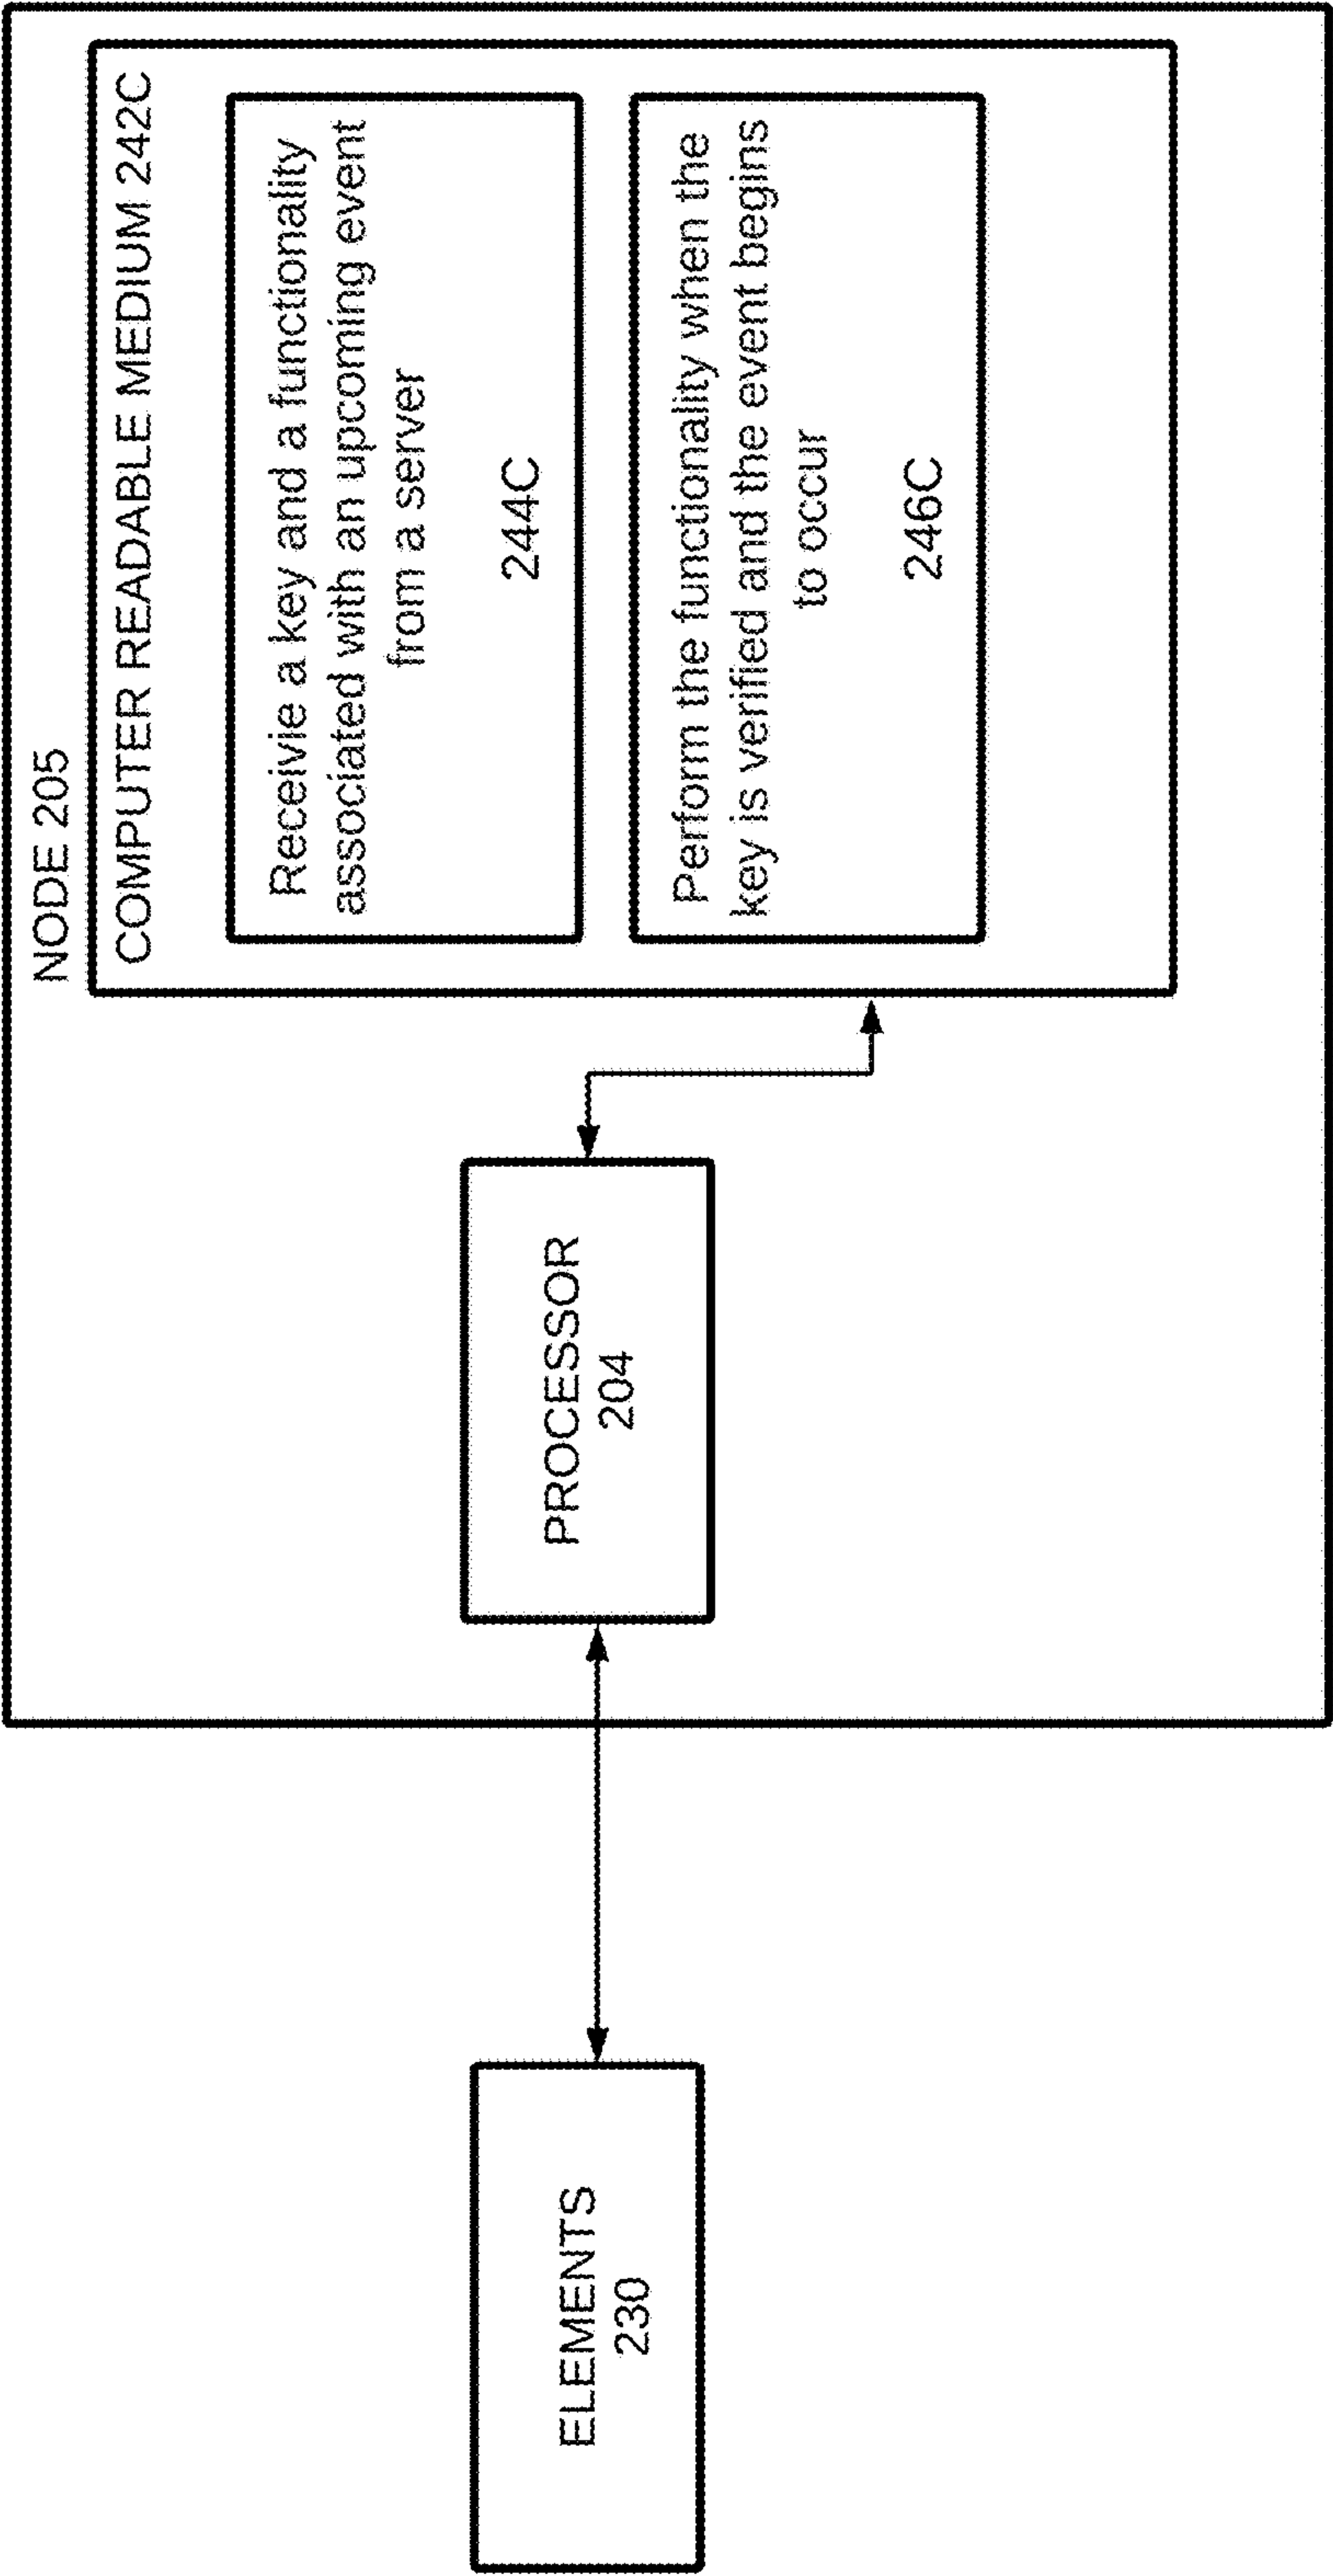 NODE 205
COMPUTER READABLE MEDIUM 242C
Receivie a key and a functionality
associated with an upcoming event
from a server
244C
Perform the functionality when the
key is verified and the event begins
to occur
246C
PROCESSOR
204
ELEMENTS
230